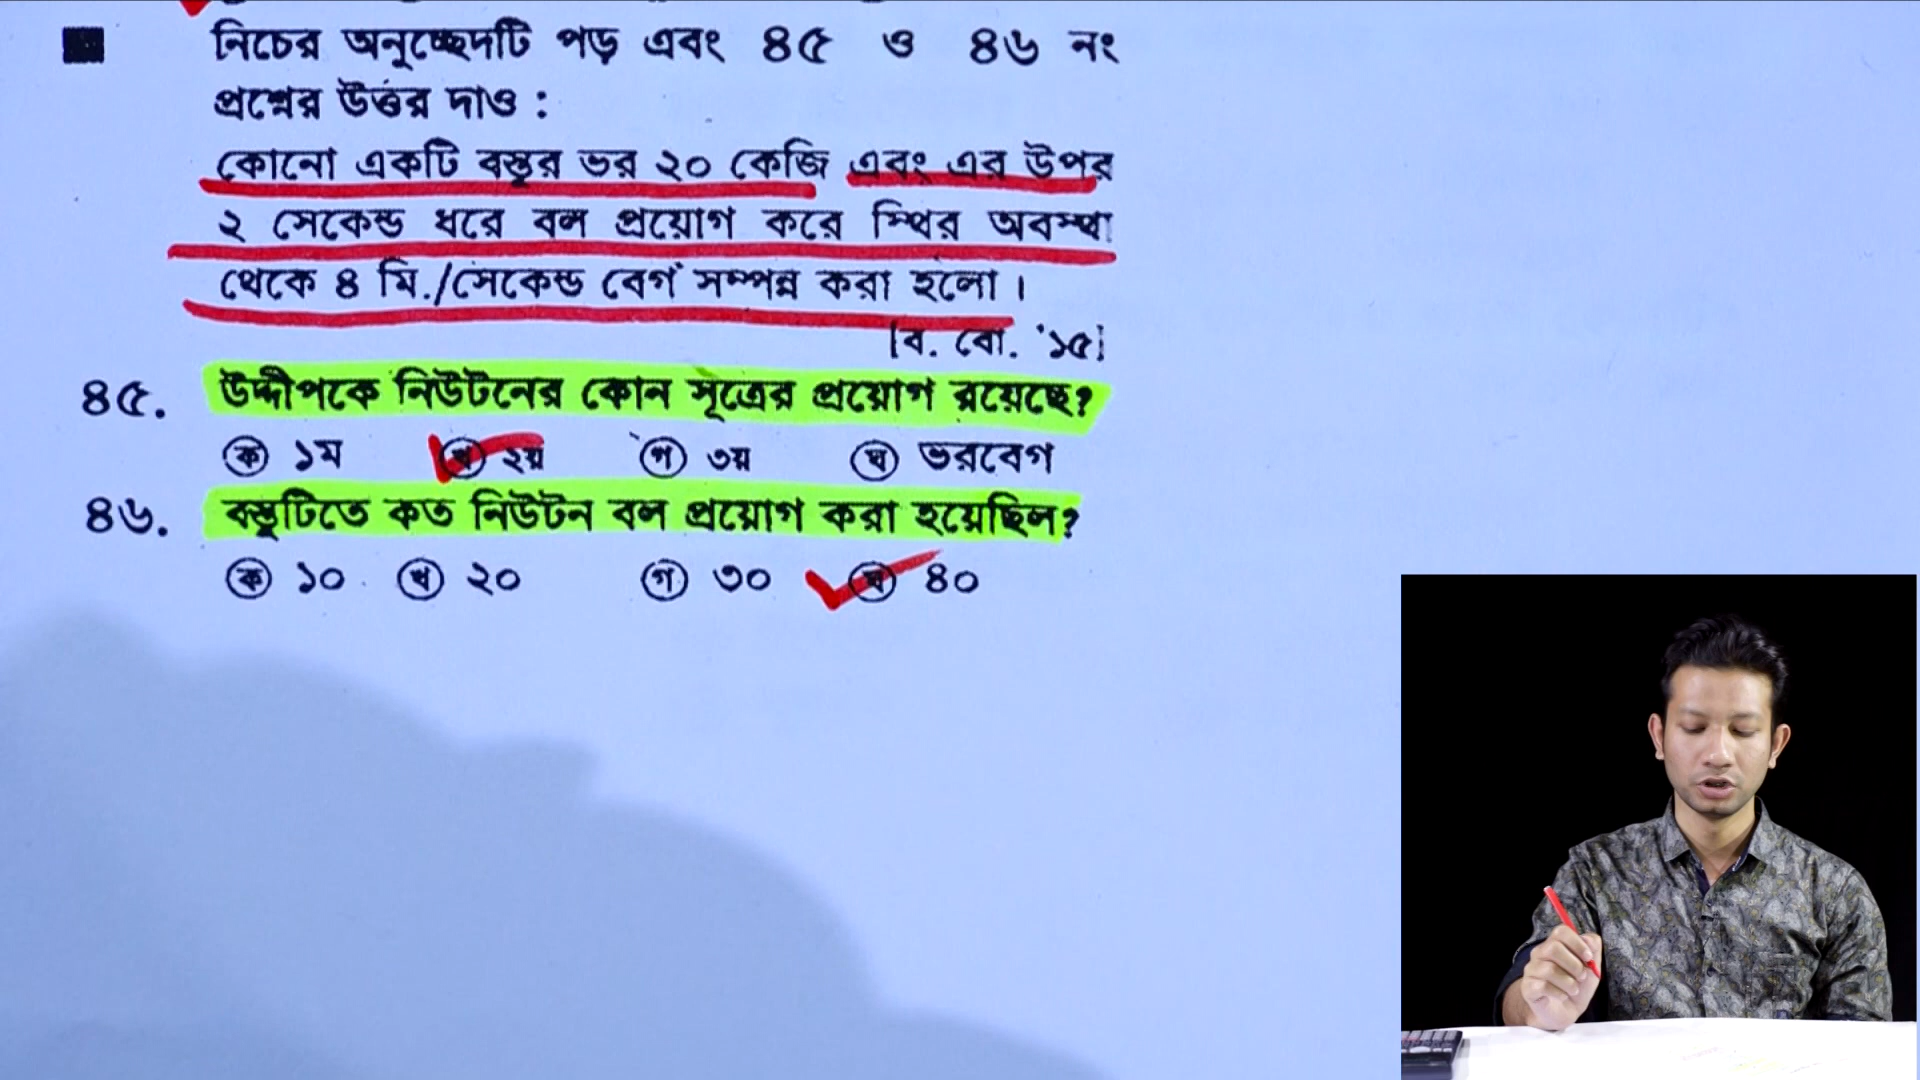 ■ নিচের অনুচ্ছেদটি পড় এবং ৪৫ ও ৪৬ নং
প্রশ্নের উত্তর দাও :
কোনো একটি বস্তুর ভর ২০ কেজি এবং এর উপর
২ সেকেন্ড ধরে বল প্রয়োগ করে স্থির অবস্থা
থেকে ৪ মি./সেকেন্ড বেগ সম্পন্ন করা হলো।
[ব. বো. '১৫]
৪৫. উদ্দীপকে নিউটনের কোন সূত্রের প্রয়োগ রয়েছে?
ক ১ম খ ২য় গ ৩য় ঘ ভরবেগ
৪৬. বস্তুটিতে কত নিউটন বল প্রয়োগ করা হয়েছিল?
ক ১০ খ ২০ গ ৩০ ঘ ৪০